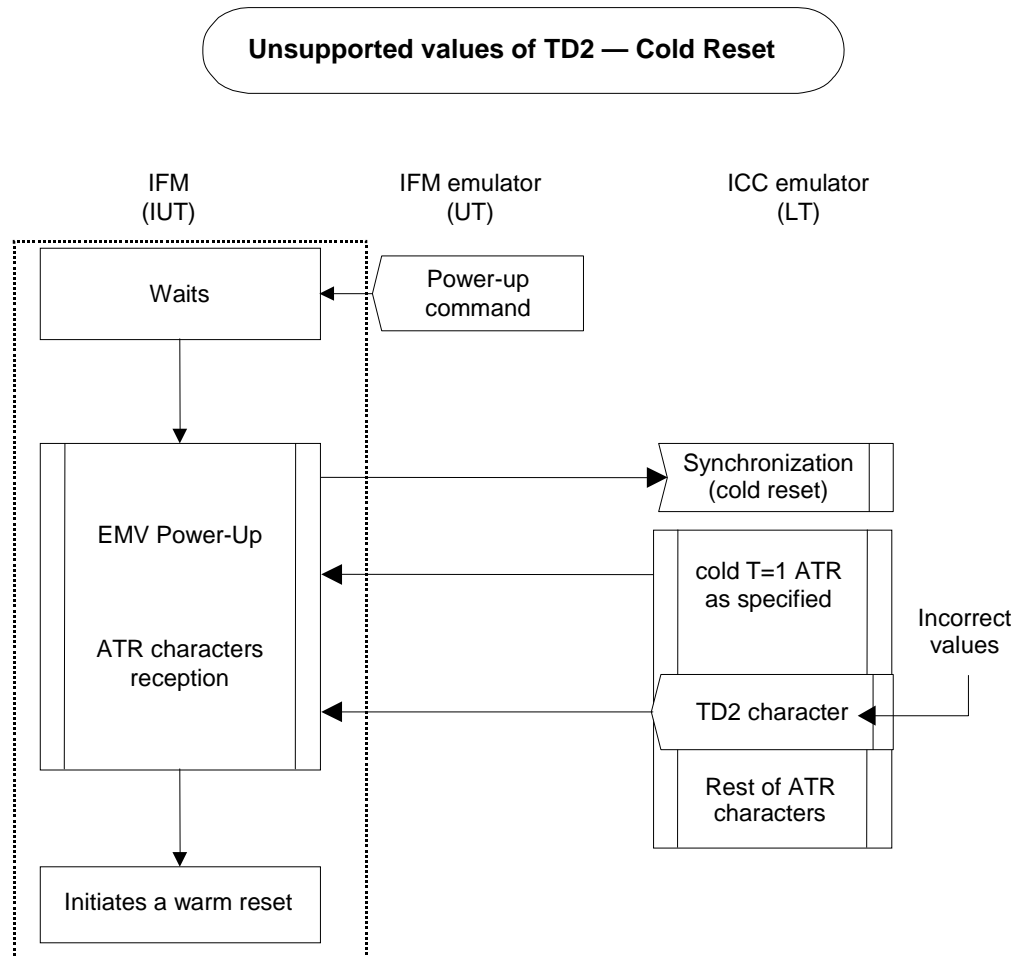 Unsupported values of TD2 — Cold Reset
IFM
(IUT)
IFM emulator
(UT)
ICC emulator
(LT)
Waits
Power-up
command
Synchronization
(cold reset)
EMV Power-Up
cold T=1 ATR
as specified
Incorrect
values
ATR characters
reception
TD2 character
Rest of ATR
characters
Initiates a warm reset